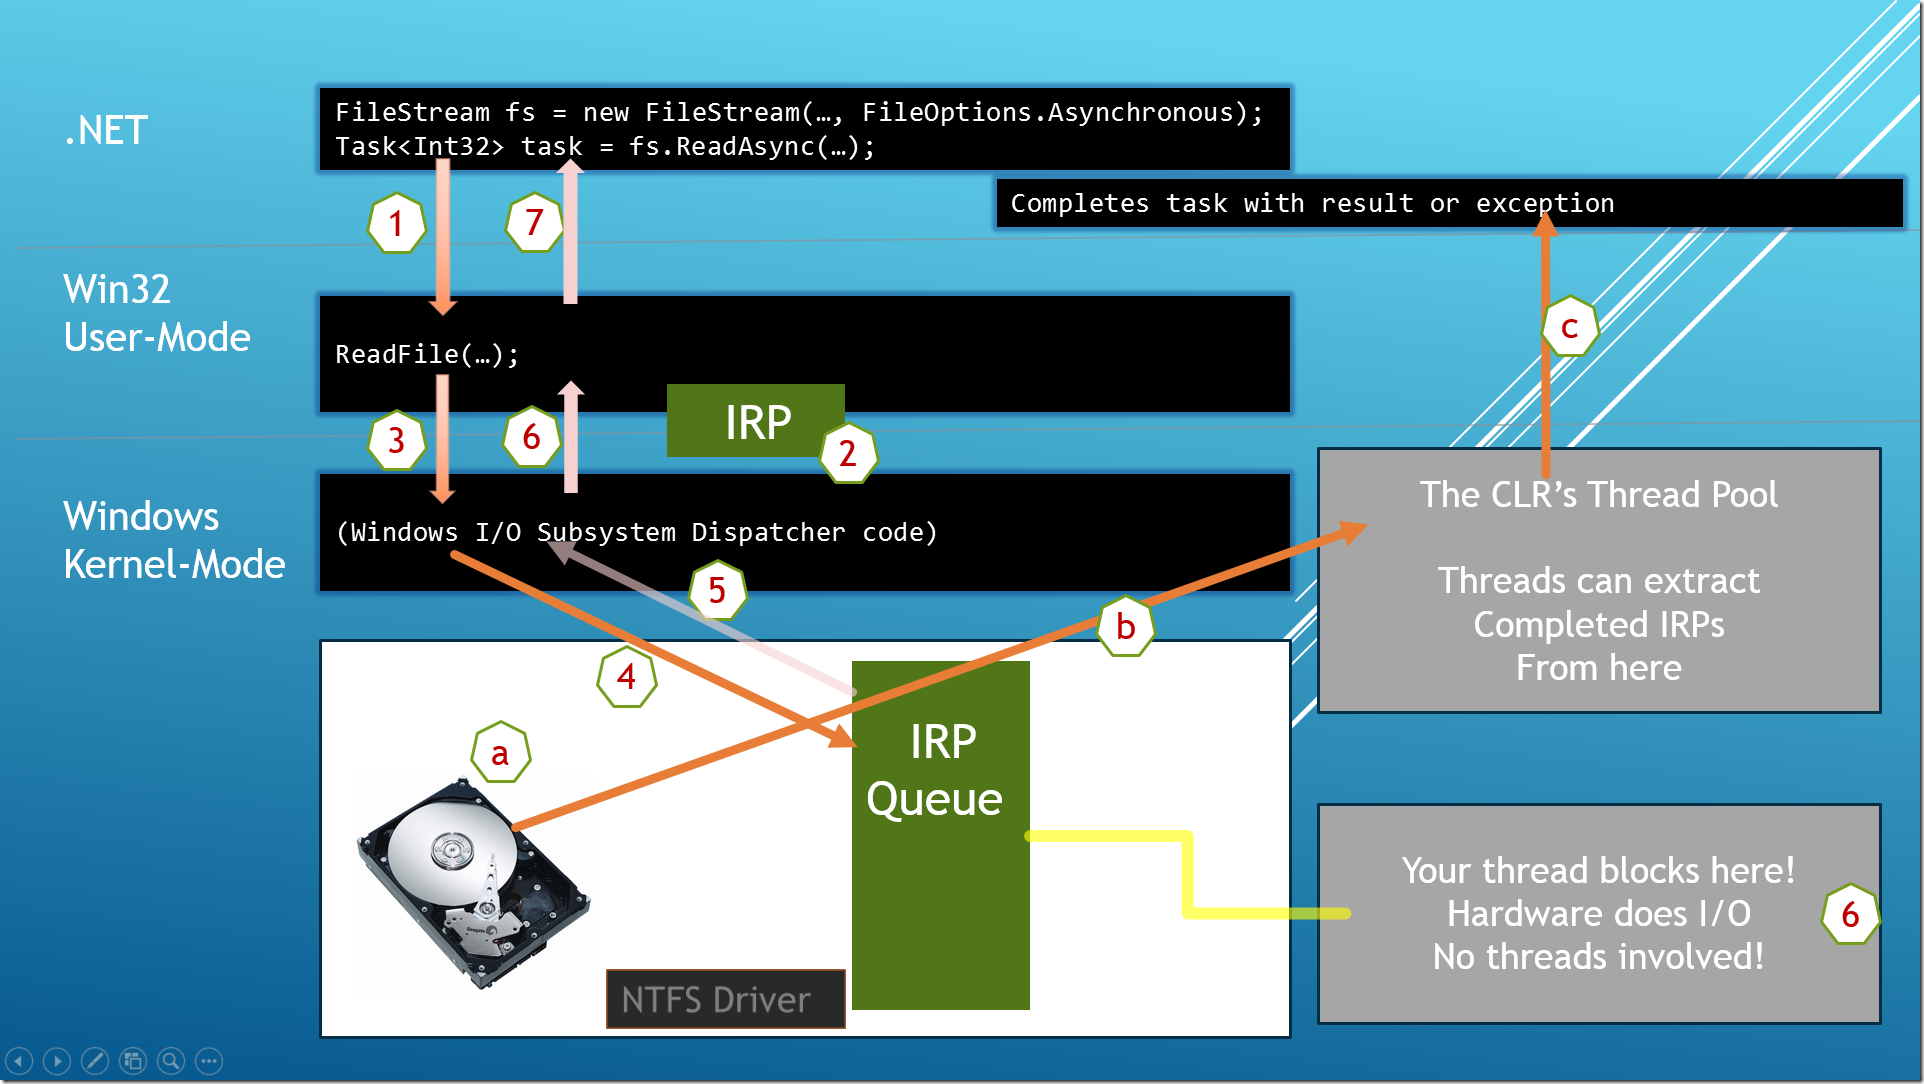 .NET
FileStream fs = new FileStream(…, FileOptions.Asynchronous);
Task<Int32> task = fs.ReadAsync(…);
Completes task with result or exception
1
7
c
Win32
User-Mode
ReadFile(…);
IRP
2
3
6
Windows
Kernel-Mode
(Windows I/O Subsystem Dispatcher code)
5
b
4
a
The CLR’s Thread Pool
Threads can extract
Completed IRPs
From here
IRP
Queue
Seagate
NTFS Driver
Your thread blocks here!
Hardware does I/O
No threads involved!
6